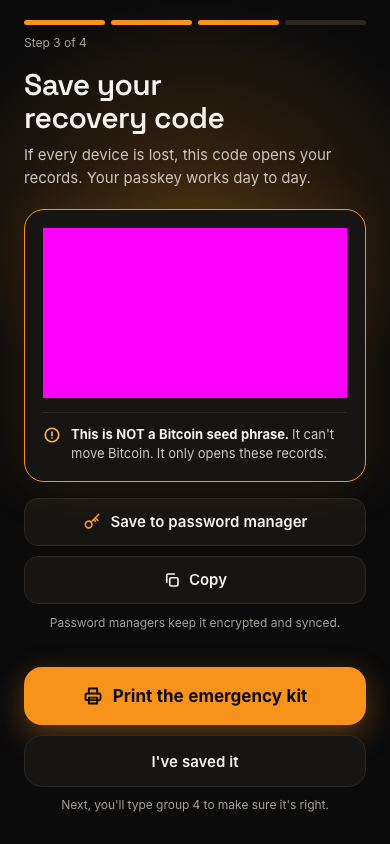 Step 3 of 4
Save your
recovery code
If every device is lost, this code opens your
records. Your passkey works day to day.
This is NOT a Bitcoin seed phrase. It can't
move Bitcoin. It only opens these records.
Save to password manager
Copy
Password managers keep it encrypted and synced.
Print the emergency kit
I've saved it
Next, you'll type group 4 to make sure it's right.